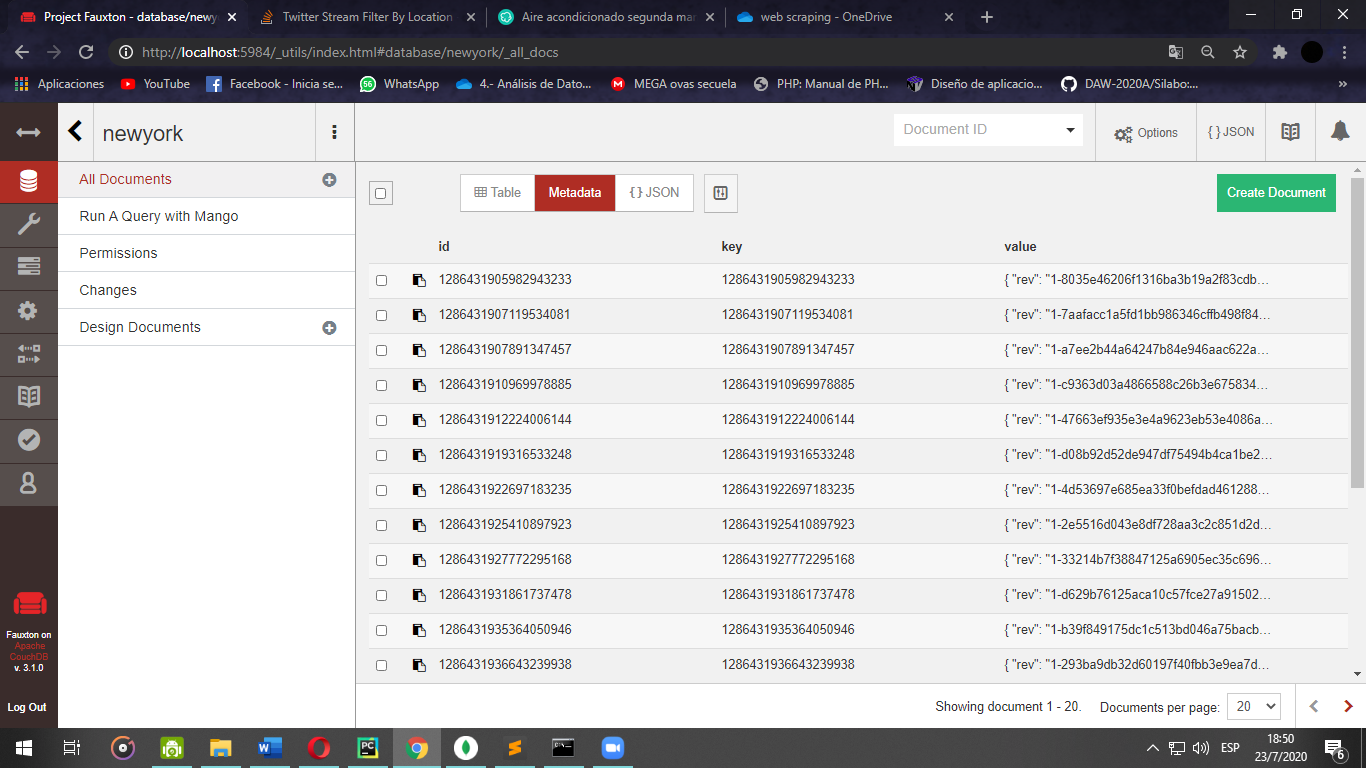 Project Fauxton - database/newy
Twitter Stream Filter By Location
Aire acondicionado segunda mar
web scraping - OneDrive
http://localhost:5984/_utils/index.html#database/newyork/_all_docs
Aplicaciones
YouTube
Facebook - Inicia se...
56
WhatsApp
4.- Análisis de Dato...
M
MEGA ovas secuela
PHP: Manual de PH...
Diseño de aplicacio...
DAW-2020A/Silabo:...
»
newyork
Document ID
Options
{ } JSON
All Documents
Run A Query with Mango
Permissions
Changes
Design Documents
Table
Metadata
{ } JSON
Create Document
id key value
1286431905982943233 1286431905982943233 { "rev": "1-8035e46206f1316ba3b19a2f83cdb...
1286431907119534081 1286431907119534081 { "rev": "1-7aafacc1a5fd1bb986346cffb498f84...
1286431907891347457 1286431907891347457 { "rev": "1-a7ee2b44a64247b84e946aac622a...
1286431910969978885 1286431910969978885 { "rev": "1-c9363d03a4866588c26b3e675834...
1286431912224006144 1286431912224006144 { "rev": "1-47663ef935e3e4a9623eb53e4086a...
1286431919316533248 1286431919316533248 { "rev": "1-d08b92d52de947df75494b4ca1be2...
1286431922697183235 1286431922697183235 { "rev": "1-4d53697e685ea33f0befdad461288...
1286431925410897923 1286431925410897923 { "rev": "1-2e5516d043e8df728aa3c2c851d2d...
1286431927772295168 1286431927772295168 { "rev": "1-33214b7f38847125a6905ec35c696...
1286431931861737478 1286431931861737478 { "rev": "1-d629b76125aca10c57fce27a91502...
1286431935364050946 1286431935364050946 { "rev": "1-b39f849175dc1c513bd046a75bacb...
1286431936643239938 1286431936643239938 { "rev": "1-293ba9db32d60197f40fbb3e9ea7d...
Fauxton on
Apache
CouchDB
v. 3.1.0
Log Out
Showing document 1 - 20.
Documents per page:
20
ESP
18:50
23/7/2020
6